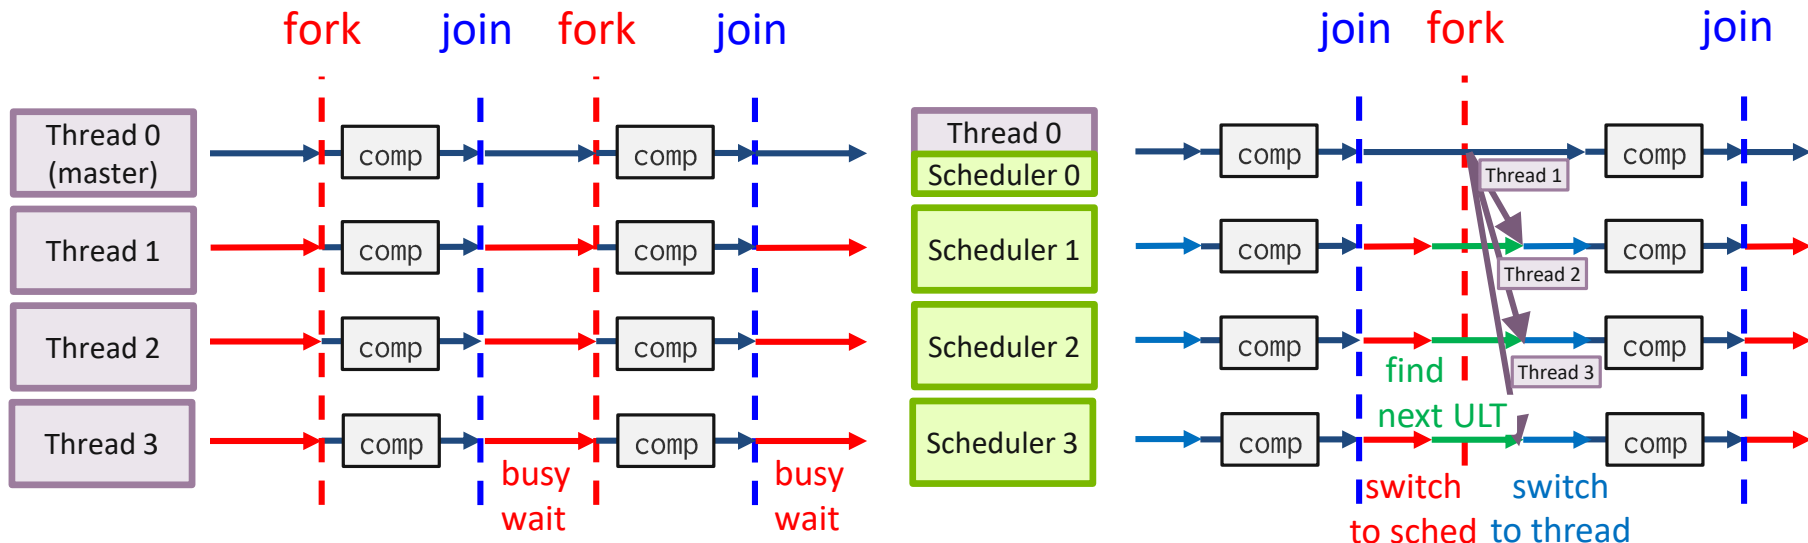 fork join fork join
Thread 0
(master)
comp comp
Thread 1
comp comp
Thread 2
comp comp
Thread 3
comp comp
busy
wait
busy
wait
join fork join
Thread 0
Scheduler 0
comp comp
Thread 1
Scheduler 1
comp comp
Thread 2
Scheduler 2
comp comp
Thread 3
find
next ULT
Scheduler 3
comp comp
switch
to sched
switch
to thread